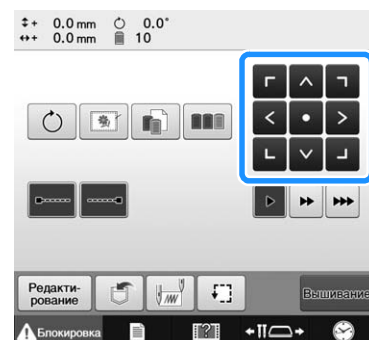 0.0 mm 0.0°
0.0 mm 10
Редакти-
рование
Вышивание
Блокировка